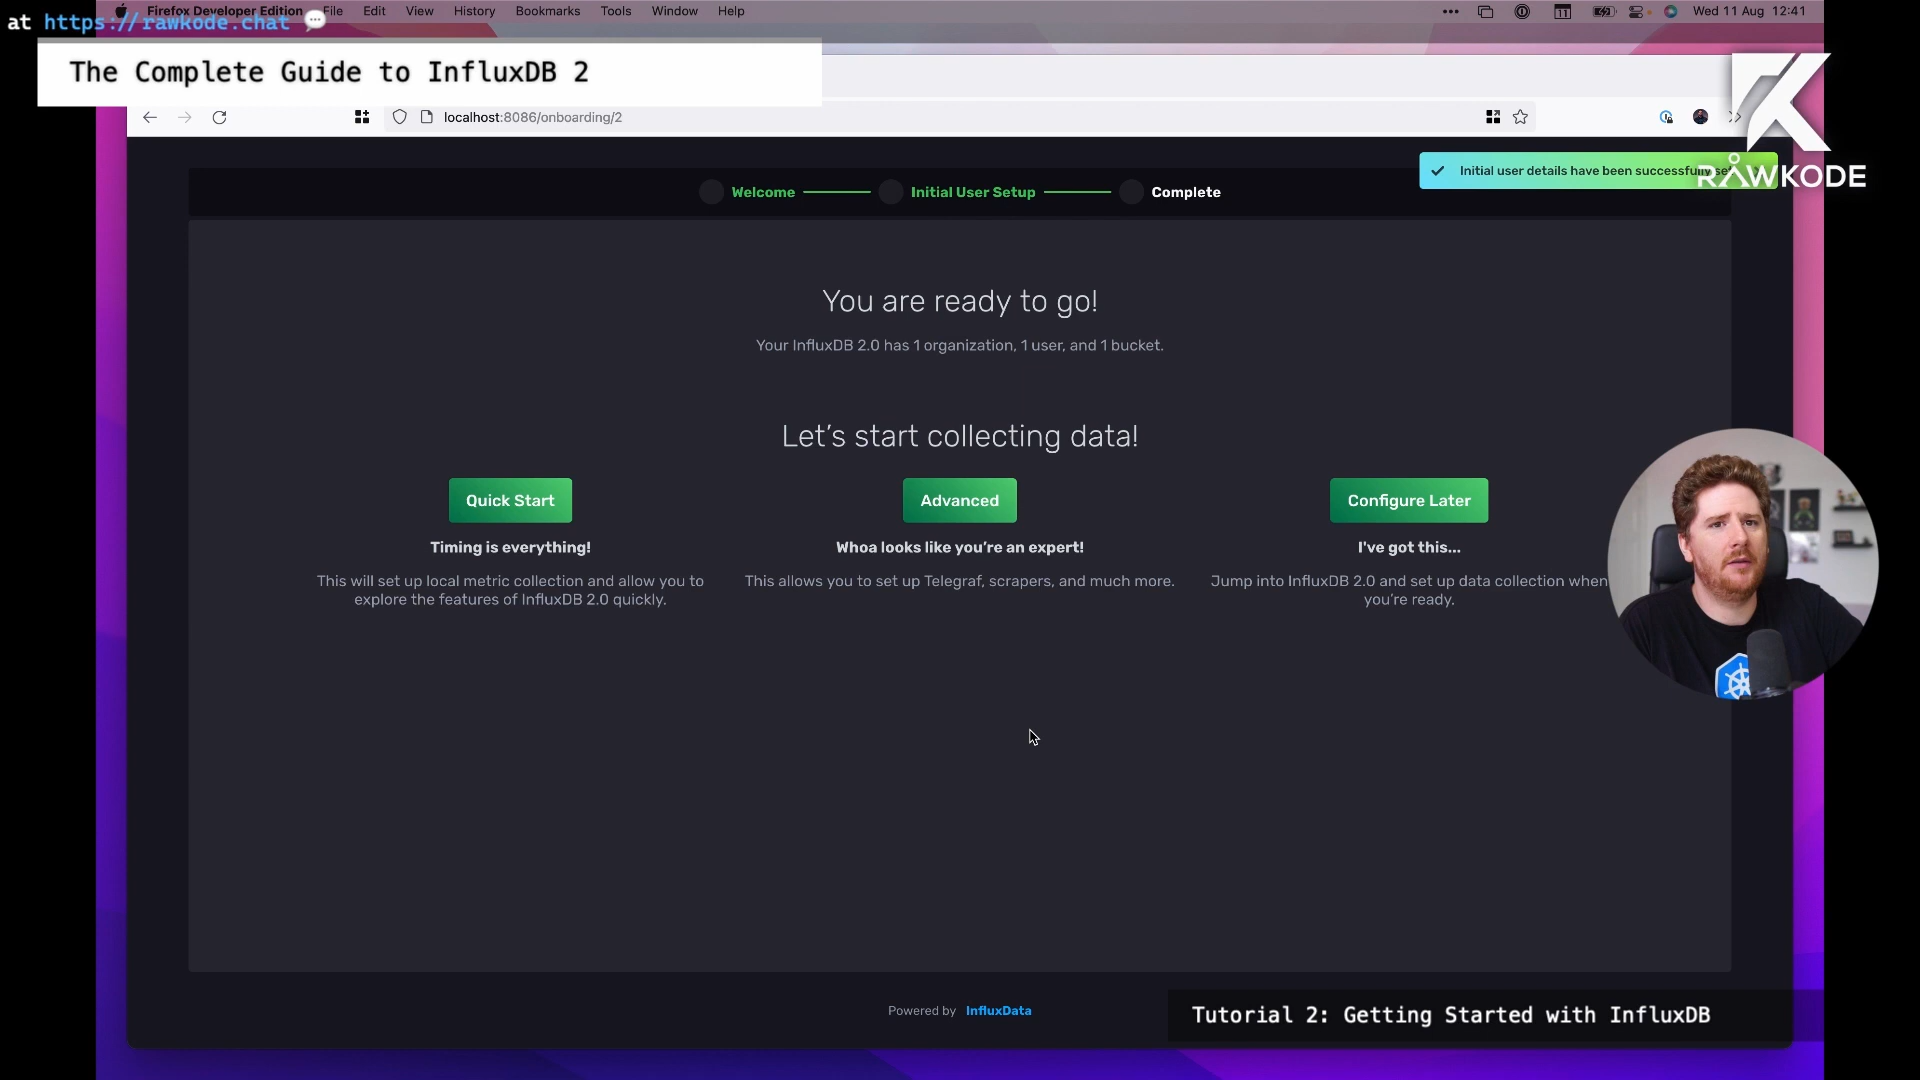 at https://rawkode.chat
Firefox Developer Edition File Edit View History Bookmarks Tools Window Help
11
Wed 11 Aug 12:41
The Complete Guide to InfluxDB 2
localhost:8086/onboarding/2
Initial user details have been successfully
RAWKODE
Welcome
Initial User Setup
Complete
You are ready to go!
Your InfluxDB 2.0 has 1 organization, 1 user, and 1 bucket.
Let's start collecting data!
Quick Start
Advanced
Configure Later
Timing is everything!
Whoa looks like you're an expert!
I've got this...
This will set up local metric collection and allow you to
explore the features of InfluxDB 2.0 quickly.
This allows you to set up Telegraf, scrapers, and much more.
Jump into InfluxDB 2.0 and set up data collection when
you're ready.
Powered by InfluxData
Tutorial 2: Getting Started with InfluxDB